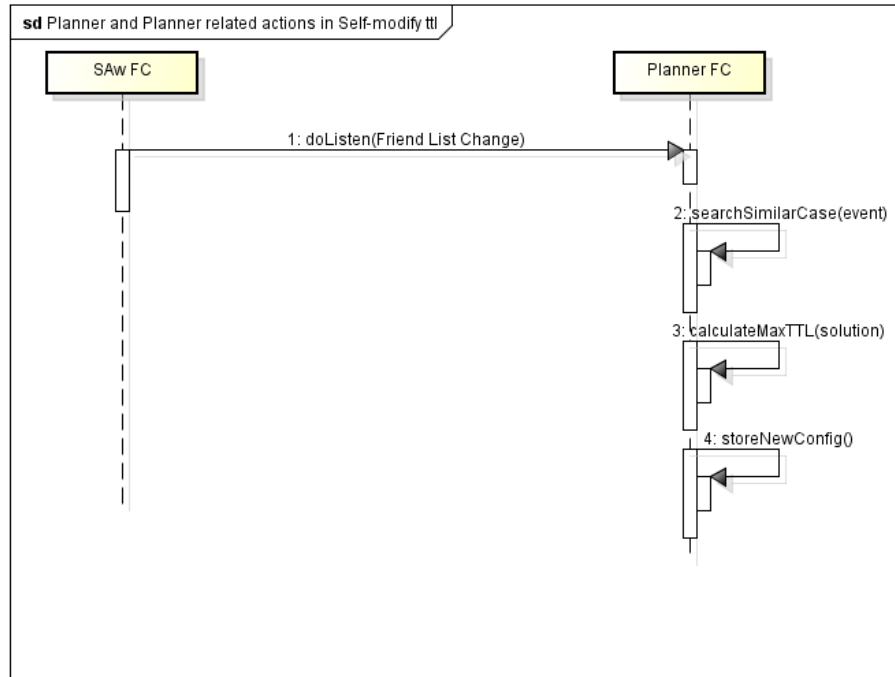 sd Planner and Planner related actions in Self-modify ttl
SAw FC
Planner FC
1: doListen(Friend List Change)
2: searchSimilarCase(event)
3: calculateMaxTTL(solution)
4: storeNewConfig()